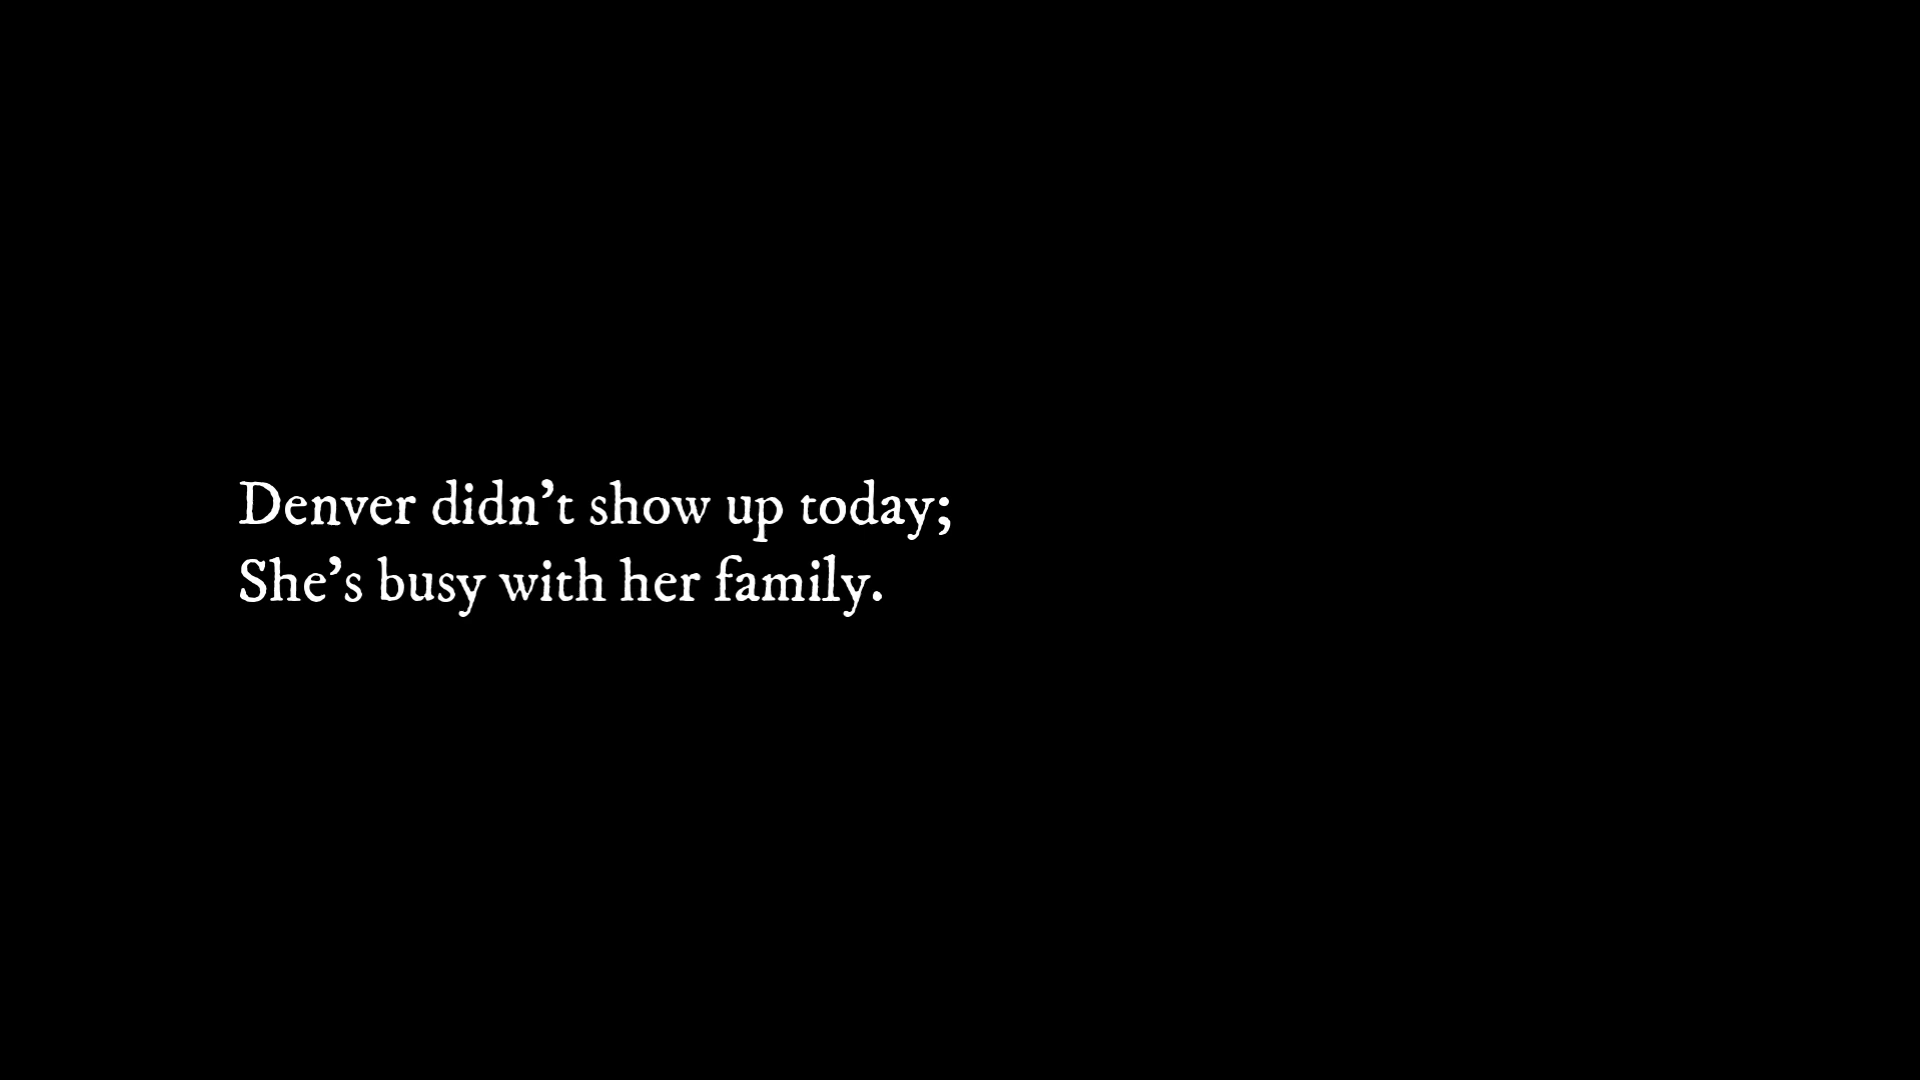 Denver didn’t show up today;
She’s busy with her family.